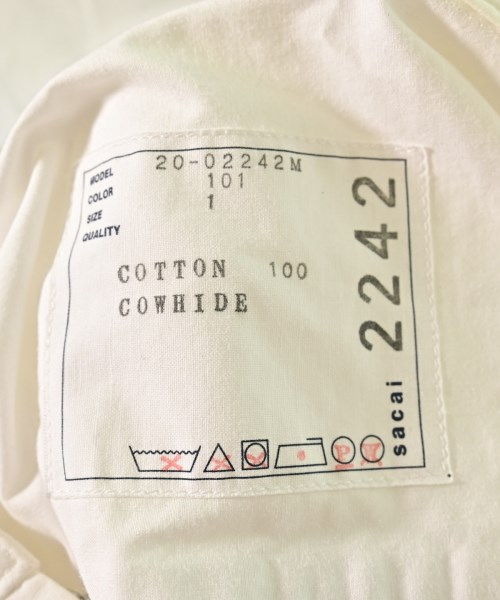 MODEL 20-02242M
COLOR 101
SIZE 1
QUALITY
COTTON 100
COWHIDE
sacai 2242
P